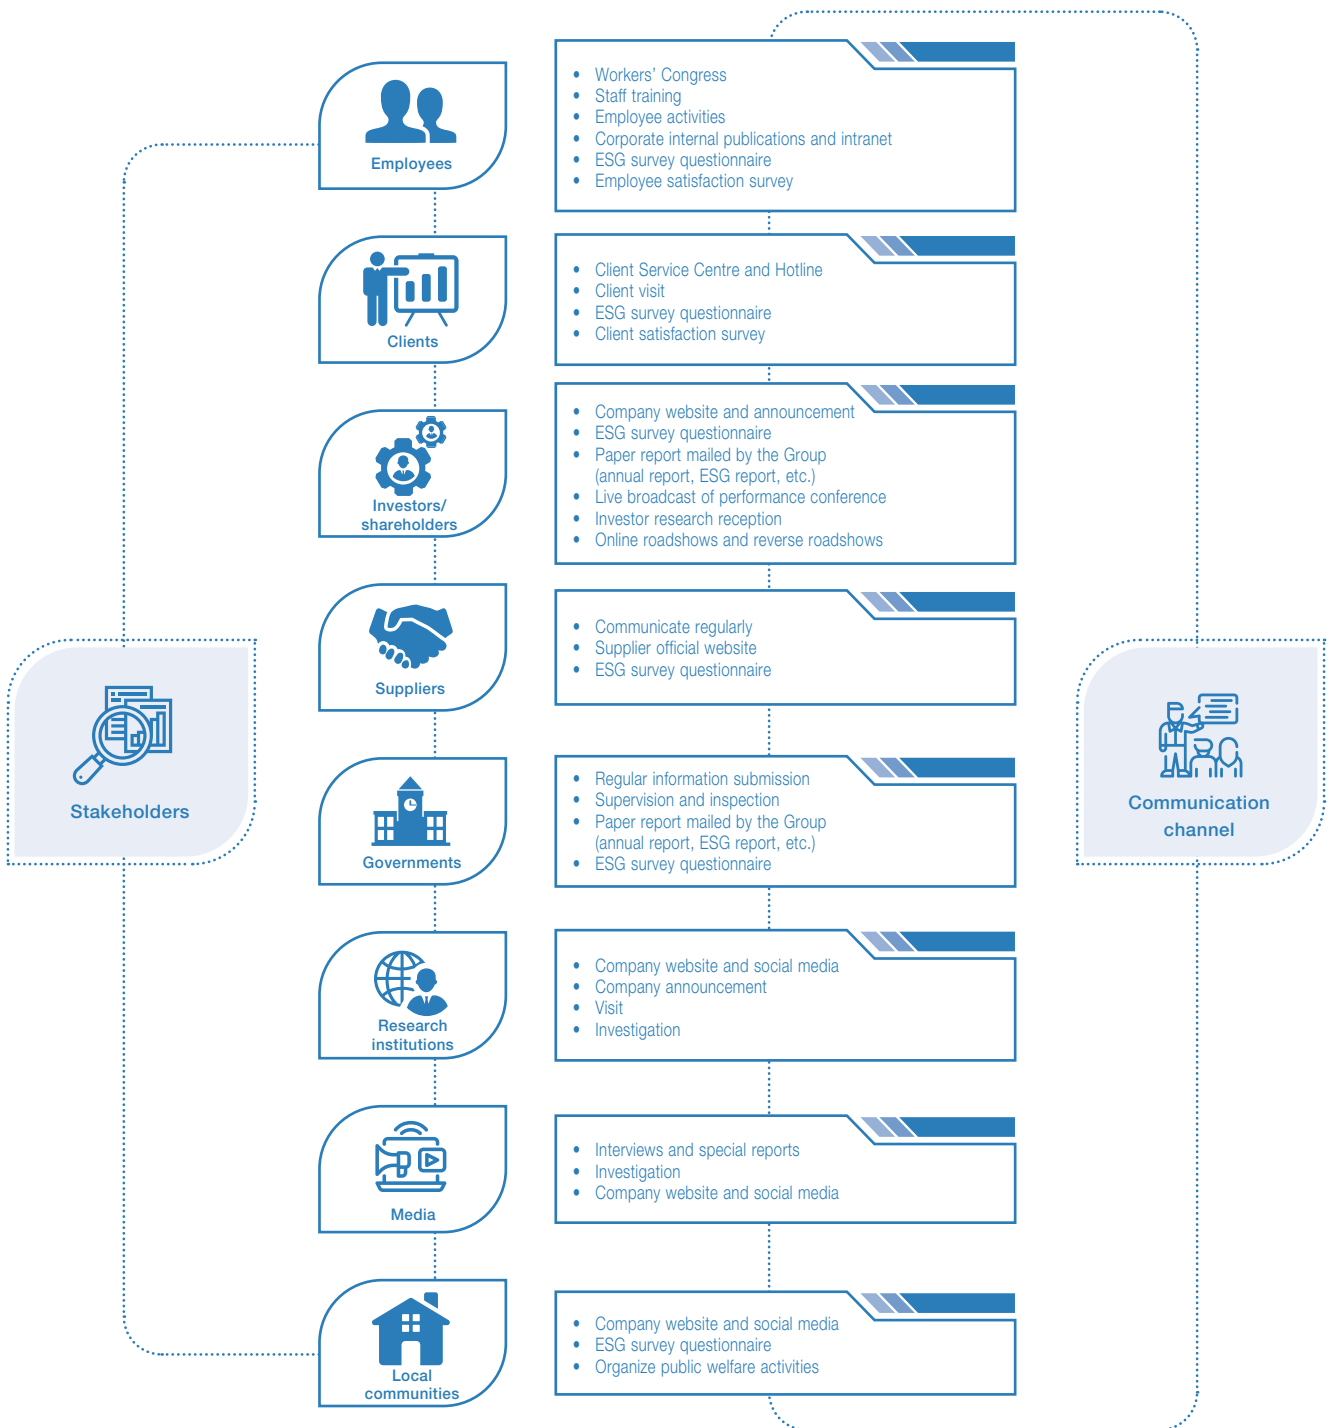 Employees
• Workers' Congress
• Staff training
• Employee activities
• Corporate internal publications and intranet
• ESG survey questionnaire
• Employee satisfaction survey
Clients
• Client Service Centre and Hotline
• Client visit
• ESG survey questionnaire
• Client satisfaction survey
Investors/
shareholders
• Company website and announcement
• ESG survey questionnaire
• Paper report mailed by the Group
(annual report, ESG report, etc.)
• Live broadcast of performance conference
• Investor research reception
• Online roadshows and reverse roadshows
Suppliers
• Communicate regularly
• Supplier official website
• ESG survey questionnaire
Stakeholders
Communication
channel
Governments
• Regular information submission
• Supervision and inspection
• Paper report mailed by the Group
(annual report, ESG report, etc.)
• ESG survey questionnaire
Research
institutions
• Company website and social media
• Company announcement
• Visit
• Investigation
Media
• Interviews and special reports
• Investigation
• Company website and social media
Local
communities
• Company website and social media
• ESG survey questionnaire
• Organize public welfare activities